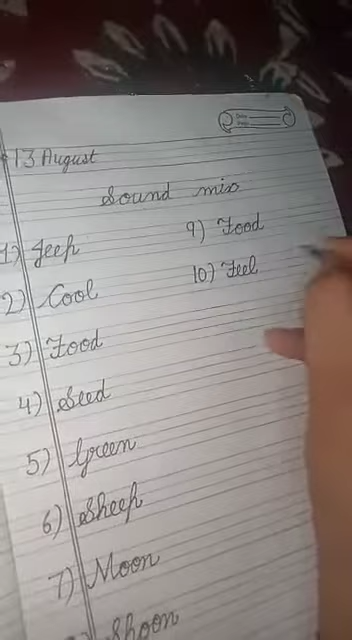 13 August
Sound mix
1) Jeep
2) Cool
3) Food
4) Seed
5) Green
6) Sheep
7) Moon
Shoon
9) Food
10) Feel